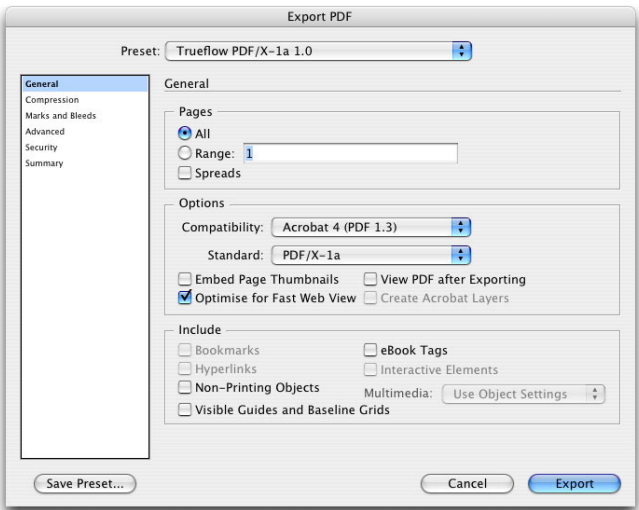 Export PDF
Preset: Trueflow PDF/X-1a 1.0
General
Compression
Marks and Bleeds
Advanced
Security
Summary
General
Pages
All
Range: 1
Spreads
Options
Compatibility: Acrobat 4 (PDF 1.3)
Standard: PDF/X-1a
Embed Page Thumbnails View PDF after Exporting
Optimise for Fast Web View Create Acrobat Layers
Include
Bookmarks eBook Tags
Hyperlinks Interactive Elements
Non-Printing Objects Multimedia: Use Object Settings
Visible Guides and Baseline Grids
Save Preset... Cancel Export